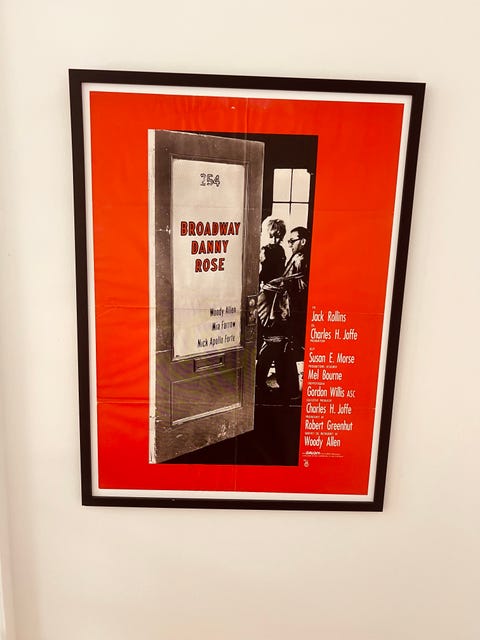 254
BROADWAY
DANNY
ROSE
Woody Allen
Mia Farrow
Nick Apollo Forte
Jack Rollins
Charles H. Joffe
Susan E. Morse
Mel Bourne
Gordon Willis ASC
Charles H. Joffe
Robert Greenhut
Woody Allen